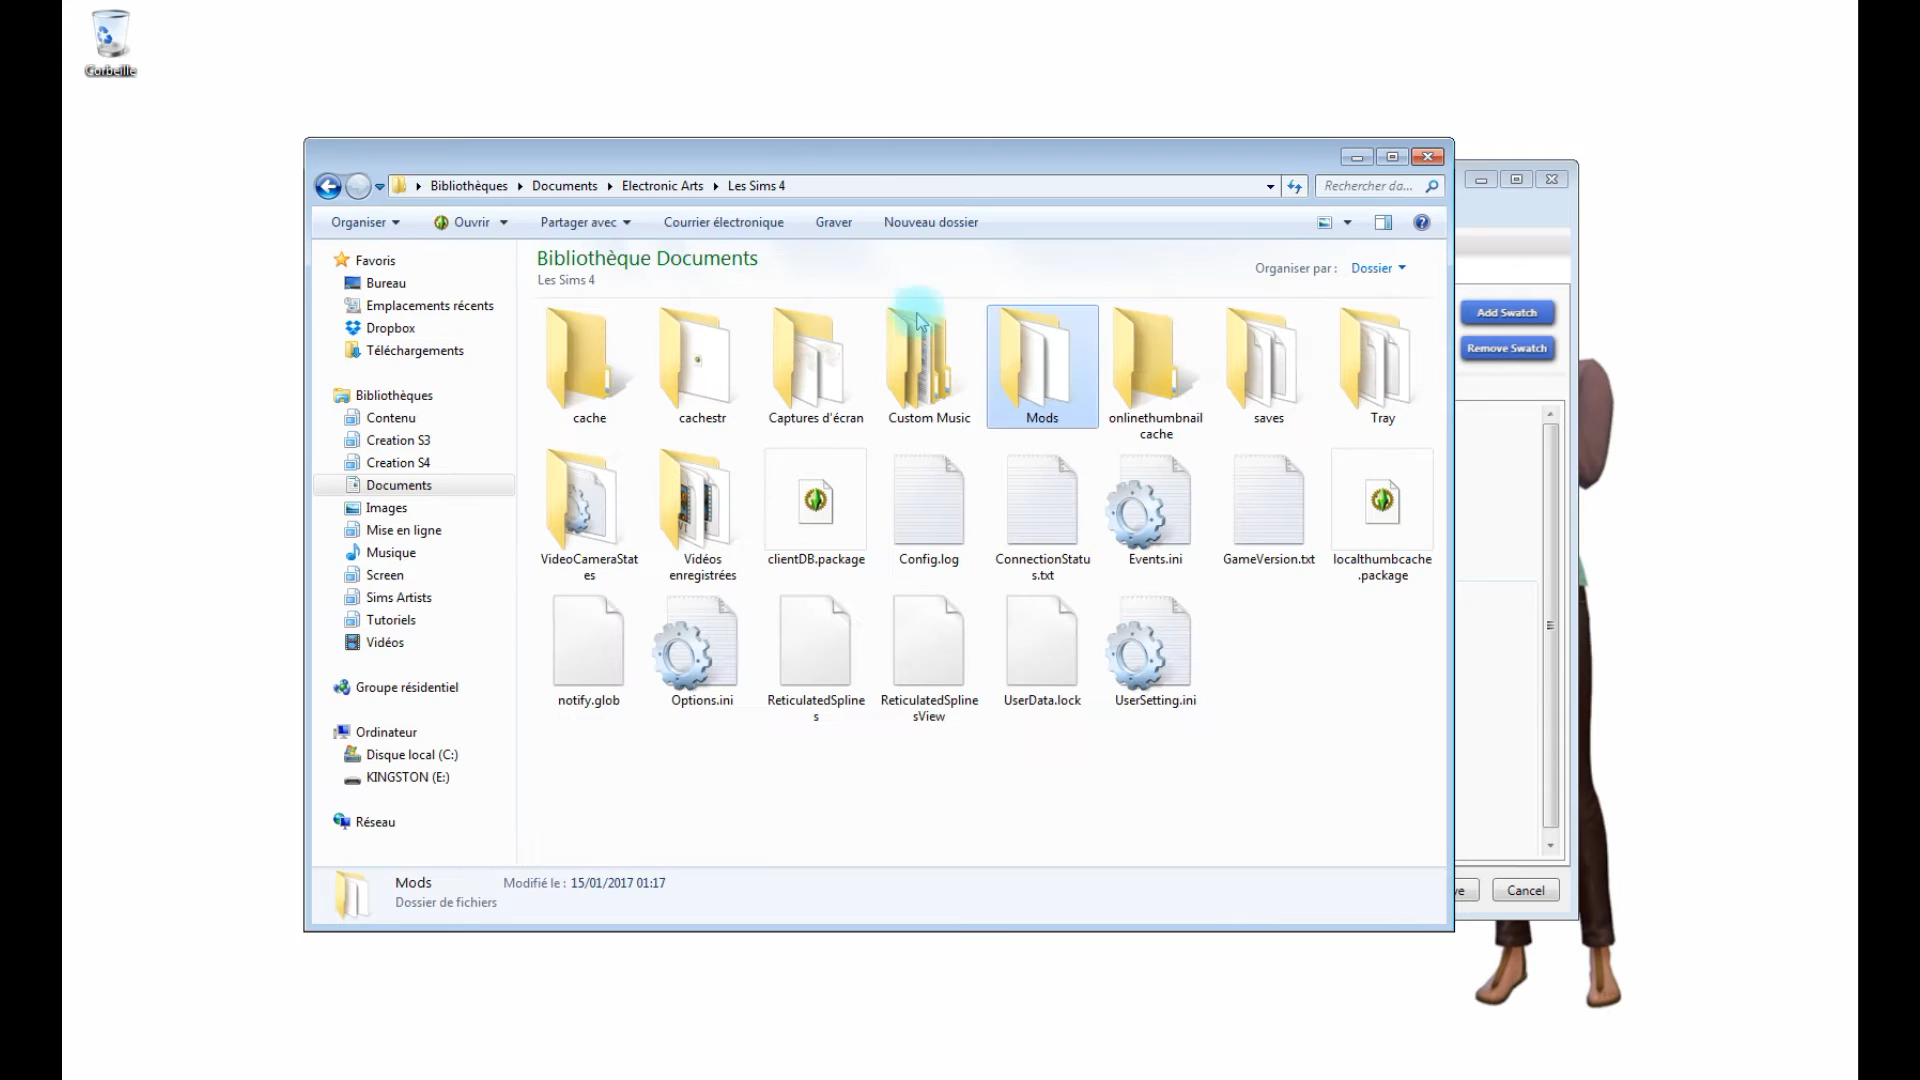 Corbeille
Bibliothèques Documents Electronic Arts Les Sims 4
Rechercher da...
Organiser Ouvrir Partager avec Courrier électronique Graver Nouveau dossier
Favoris
Bureau
Emplacements récents
Dropbox
Téléchargements
Bibliothèques
Contenu
Creation S3
Creation S4
Documents
Images
Mise en ligne
Musique
Screen
Sims Artists
Tutoriels
Vidéos
Groupe résidentiel
Ordinateur
Disque local (C:)
KINGSTON (E:)
Réseau
Bibliothèque Documents
Les Sims 4
Organiser par : Dossier
cache
cachestr
Captures d'écran
Custom Music
Mods
onlinethumbnail
cache
saves
Tray
VideoCameraStat
es
Vidéos
enregistrées
clientDB.package
Config.log
ConnectionStatu
s.txt
Events.ini
GameVersion.txt
localthumbcache
.package
notify.glob
Options.ini
ReticulatedSpline
s
ReticulatedSpline
sView
UserData.lock
UserSetting.ini
Mods Modifié le : 15/01/2017 01:17
Dossier de fichiers
Add Swatch
Remove Swatch
ve
Cancel